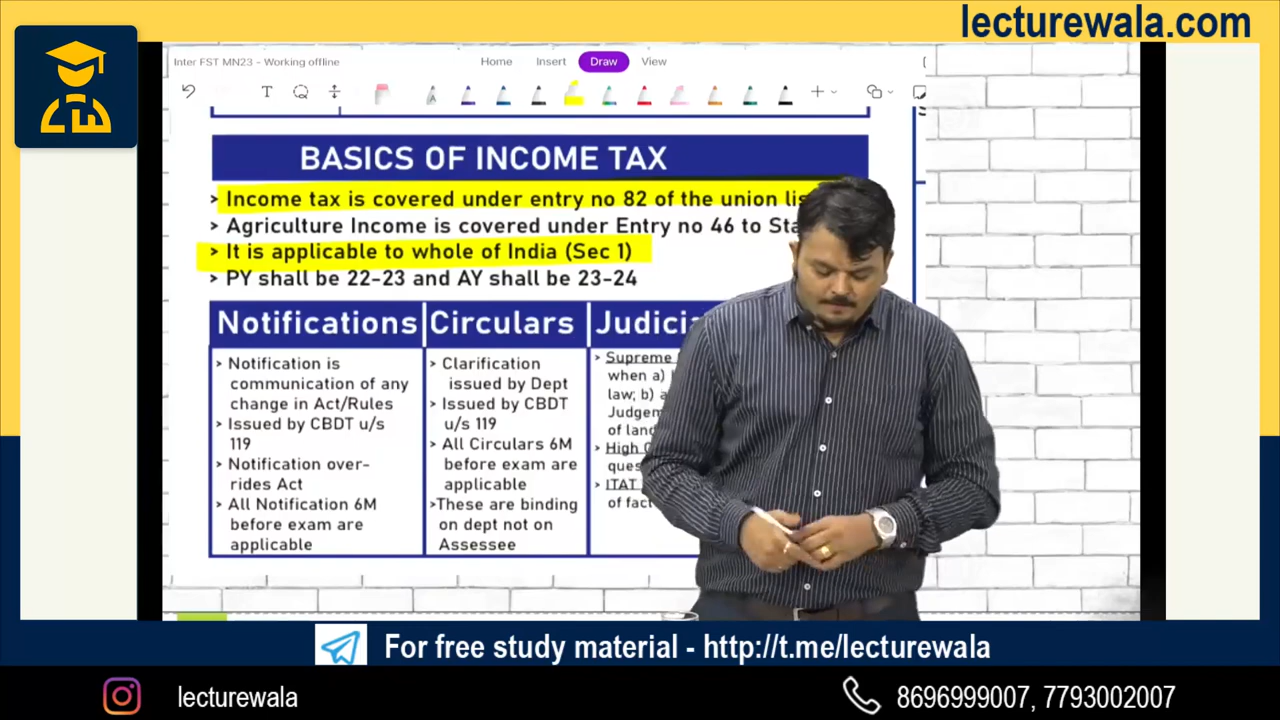 lecturewala.com
Inter FST MN23 - Working offline
Home Insert Draw View
BASICS OF INCOME TAX
> Income tax is covered under entry no 82 of the union
> Agriculture Income is covered under Entry no 46 to
> It is applicable to whole of India (Sec 1)
> PY shall be 22-23 and AY shall be 23-24
Notifications
> Notification is
communication of any
change in Act/Rules
> Issued by CBDT u/s
119
> Notification over-
rides Act
> All Notification 6M
before exam are
applicable
Circulars
> Clarification
issued by Dept
> Issued by CBDT
u/s 119
> All Circulars 6M
before exam are
applicable
>These are binding
on dept not on
Assessee
> Supreme
when a)
law; b)
Judgement
of
> High
> ITAT
of fact
For free study material - http://t.me/lecturewala
lecturewala
8696999007, 7793002007